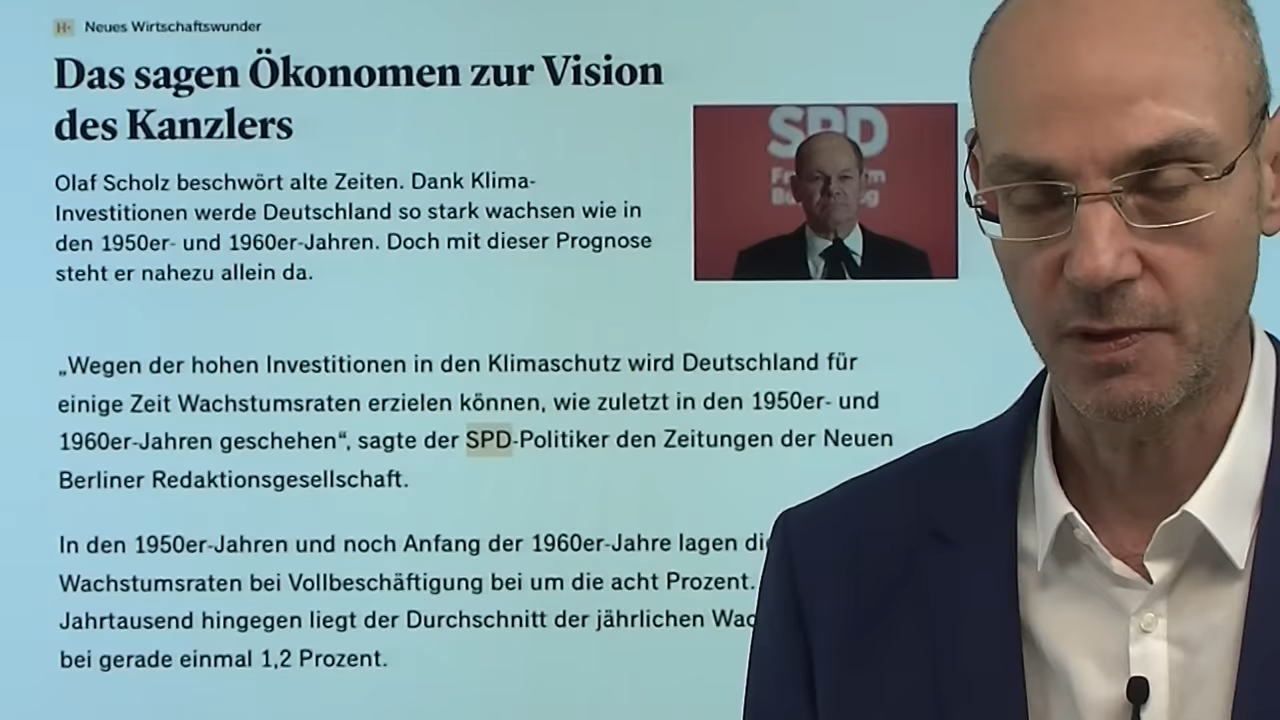 H+ Neues Wirtschaftswunder
Das sagen Ökonomen zur Vision
des Kanzlers
Olaf Scholz beschwört alte Zeiten. Dank Klima-
Investitionen werde Deutschland so stark wachsen wie in
den 1950er- und 1960er-Jahren. Doch mit dieser Prognose
steht er nahezu allein da.
SPD
„Wegen der hohen Investitionen in den Klimaschutz wird Deutschland für
einige Zeit Wachstumsraten erzielen können, wie zuletzt in den 1950er- und
1960er-Jahren geschehen“, sagte der SPD-Politiker den Zeitungen der Neuen
Berliner Redaktionsgesellschaft.
In den 1950er-Jahren und noch Anfang der 1960er-Jahre lagen
Wachstumsraten bei Vollbeschäftigung bei um die acht Prozent.
Jahrtausend hingegen liegt der Durchschnitt der jährlichen
bei gerade einmal 1,2 Prozent.